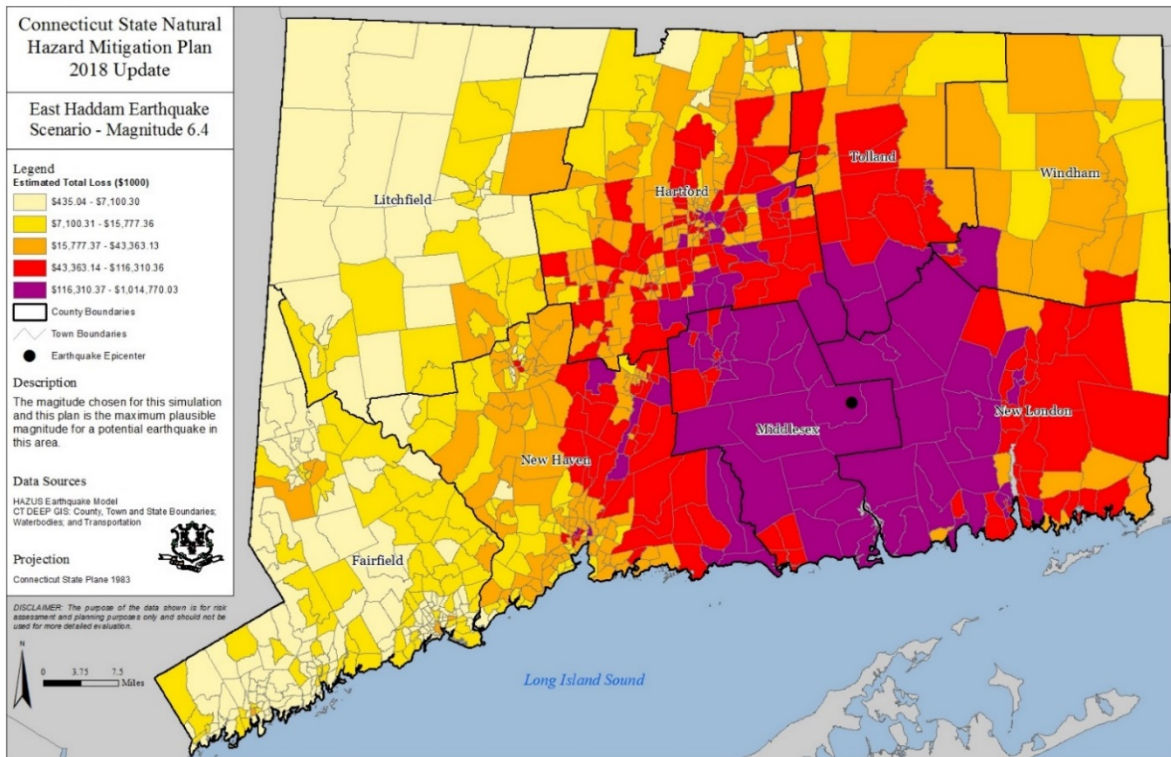 Connecticut State Natural
Hazard Mitigation Plan
2018 Update
East Haddam Earthquake
Scenario - Magnitude 6.4
Legend
Estimated Total Loss ($1000)
$435.04 - $7,100.30
$7,100.31 - $15,777.36
$15,777.37 - $43,363.13
$43,363.14 - $116,310.36
$116,310.37 - $1,014,770.03
County Boundaries
Town Boundaries
Earthquake Epicenter
Description
The magitude chosen for this simulation
and this plan is the maximum plausible
magnitude for a potential earthquake in
this area.
Data Sources
HAZUS Earthquake Model
CT DEEP GIS: County, Town and State Boundaries;
Waterbodies; and Transportation
Projection
Connecticut State Plane 1983
DISCLAIMER: The purpose of the data shown is for risk
assessment and planning purposes only and should not be
used for more detailed evaluation.
N
0 3.75 7.5
Miles
Litchfield
Hartford
Tolland
Windham
New Haven
Middlesex
New London
Fairfield
Long Island Sound